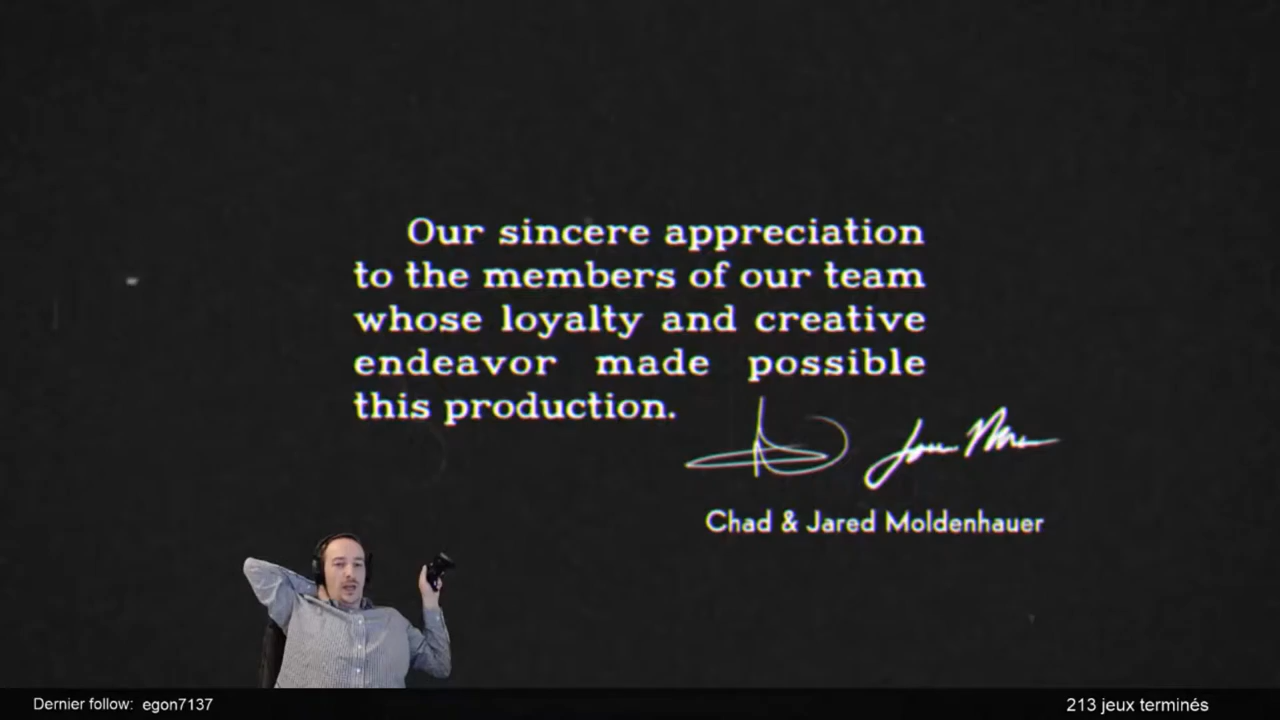 Our sincere appreciation
to the members of our team
whose loyalty and creative
endeavor made possible
this production.
Chad & Jared Moldenhauer
Dernier follow: egon7137
213 jeux terminés